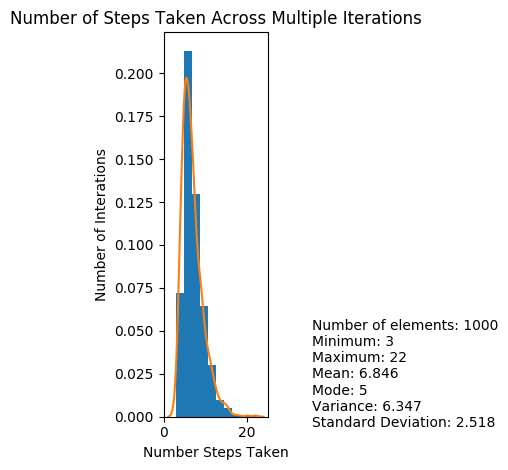 Number of Steps Taken Across Multiple Iterations
0.200
0.175
0.150
0.125
0.100
0.075
0.050
0.025
0.000
Number of Interations
0
20
Number Steps Taken
Number of elements: 1000
Minimum: 3
Maximum: 22
Mean: 6.846
Mode: 5
Variance: 6.347
Standard Deviation: 2.518